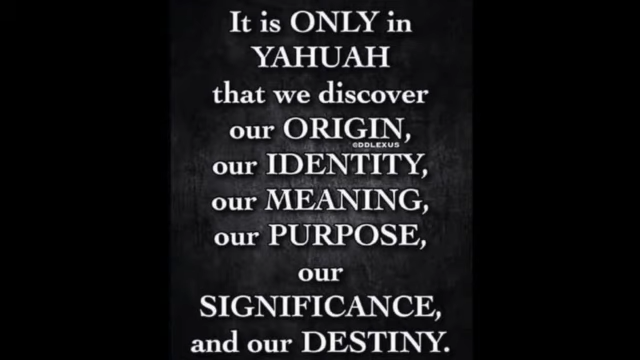 It is ONLY in
YAHUAH
that we discover
our ORIGIN,
@DDLEXUS
our IDENTITY,
our MEANING,
our PURPOSE,
our
SIGNIFICANCE,
and our DESTINY.